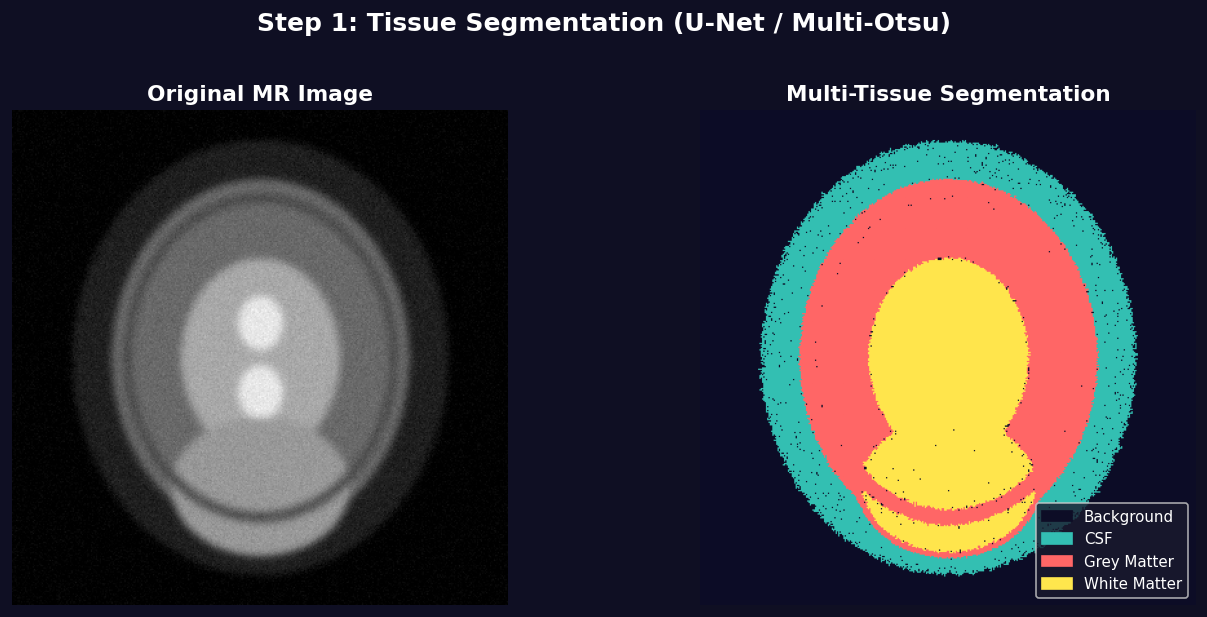 Step 1: Tissue Segmentation (U-Net / Multi-Otsu)
Original MR Image
Multi-Tissue Segmentation
Background
CSF
Grey Matter
White Matter